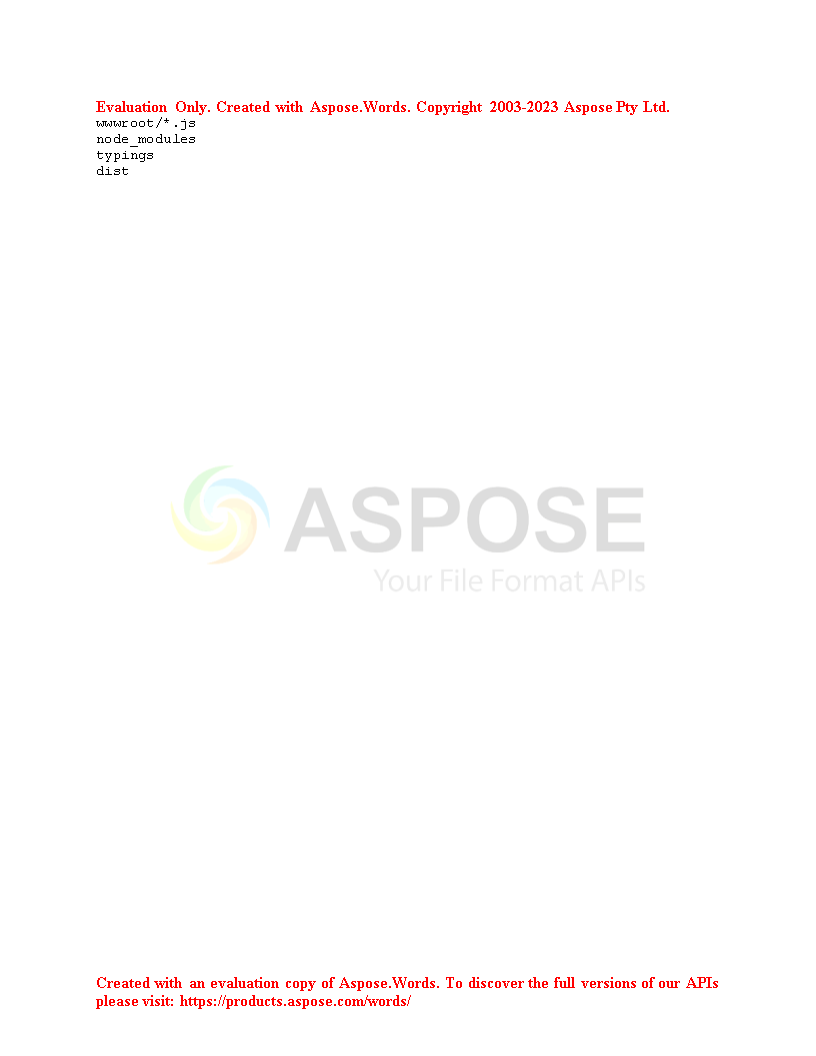 Evaluation Only. Created with Aspose.Words. Copyright 2003-2023 Aspose Pty Ltd.
wwwroot/*.js
node_modules
typings
dist
ASPOSE
Your File Format APIs
Created with an evaluation copy of Aspose.Words. To discover the full versions of our APIs
please visit: https://products.aspose.com/words/